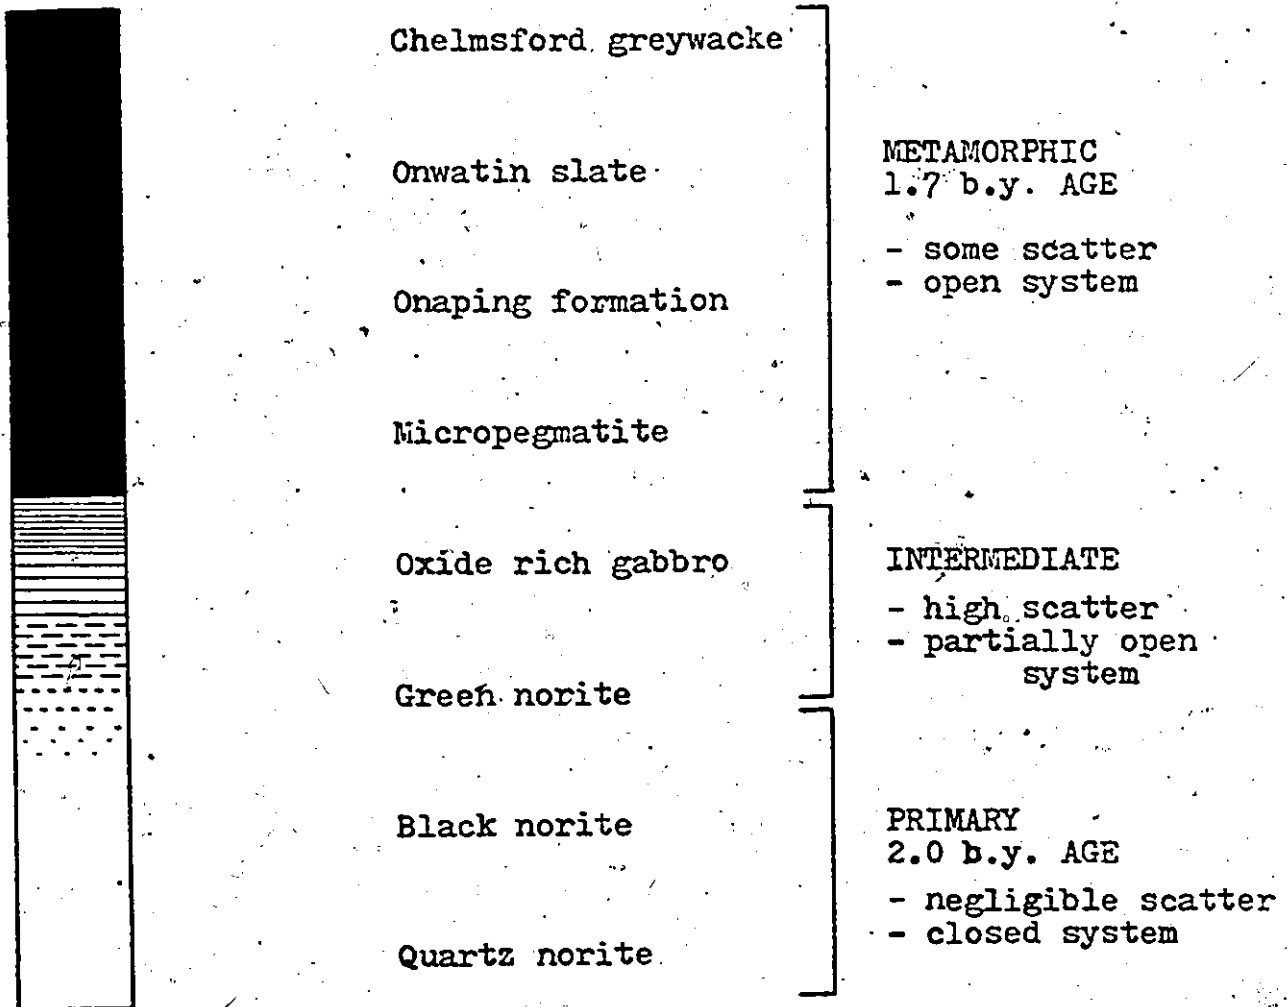 Chelmsford greywacke
Onwatin slate
Onaping formation
Micropegmatite
METAMORPHIC
1.7 b.y. AGE
- some scatter
- open system
Oxide rich gabbro
Green norite
INTERMEDIATE
- high scatter
- partially open
system
Black norite
Quartz norite
PRIMARY
2.0 b.y. AGE
- negligible scatter
- closed system